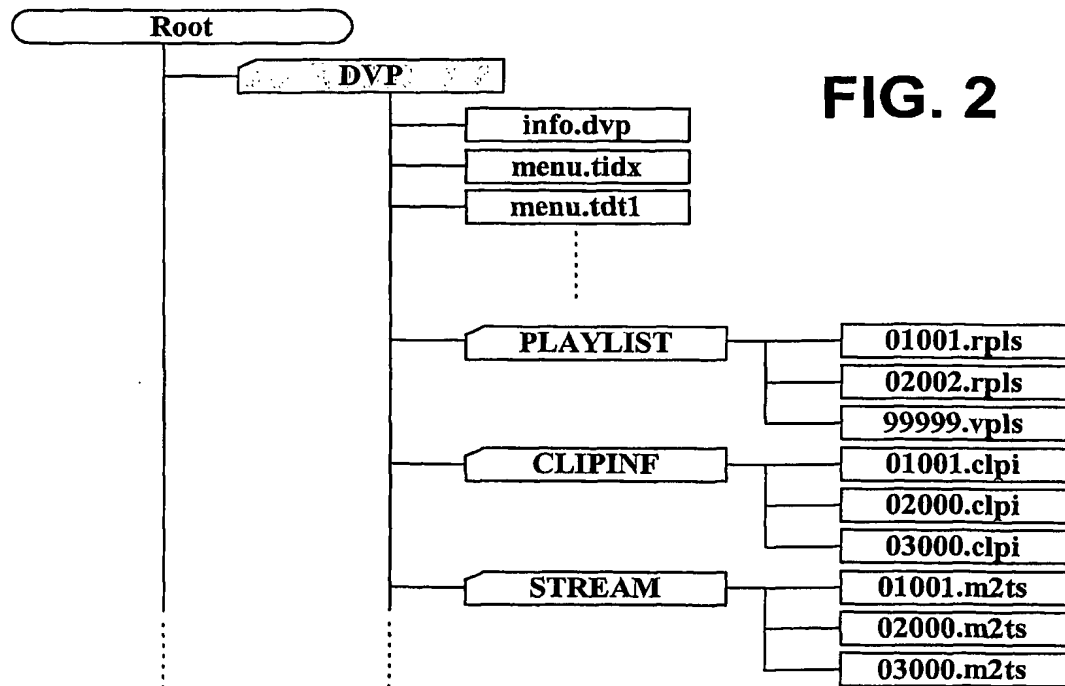 Root
DVP
FIG. 2
info.dvp
menu.tidx
menu.tdt1
PLAYLIST
01001.rpls
02002.rpls
99999.vpls
CLIPINF
01001.clpi
02000.clpi
03000.clpi
STREAM
01001.m2ts
02000.m2ts
03000.m2ts